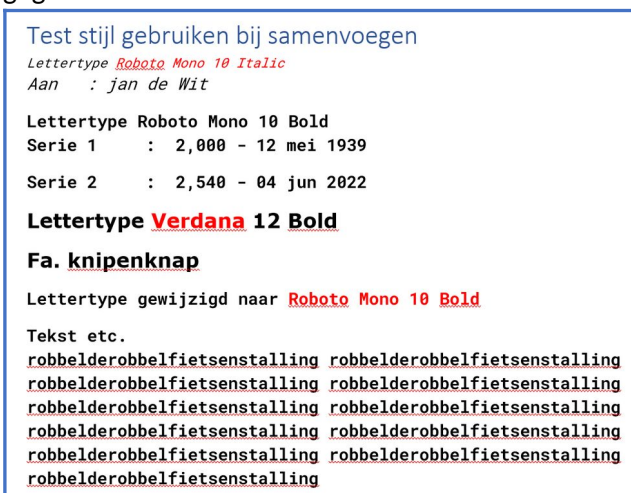 Test stijl gebruiken bij samenvoegen
Lettertype Roboto Mono 10 Italic
Aan : jan de Wit
Lettertype Roboto Mono 10 Bold
Serie 1 : 2,000 - 12 mei 1939
Serie 2 : 2,540 - 04 jun 2022
Lettertype Verdana 12 Bold
Fa. knipenknap
Lettertype gewijzigd naar Roboto Mono 10 Bold
Tekst etc.
robbelderobbelfietsenstalling robbelderobbelfietsenstalling
robbelderobbelfietsenstalling robbelderobbelfietsenstalling
robbelderobbelfietsenstalling robbelderobbelfietsenstalling
robbelderobbelfietsenstalling robbelderobbelfietsenstalling
robbelderobbelfietsenstalling robbelderobbelfietsenstalling
robbelderobbelfietsenstalling